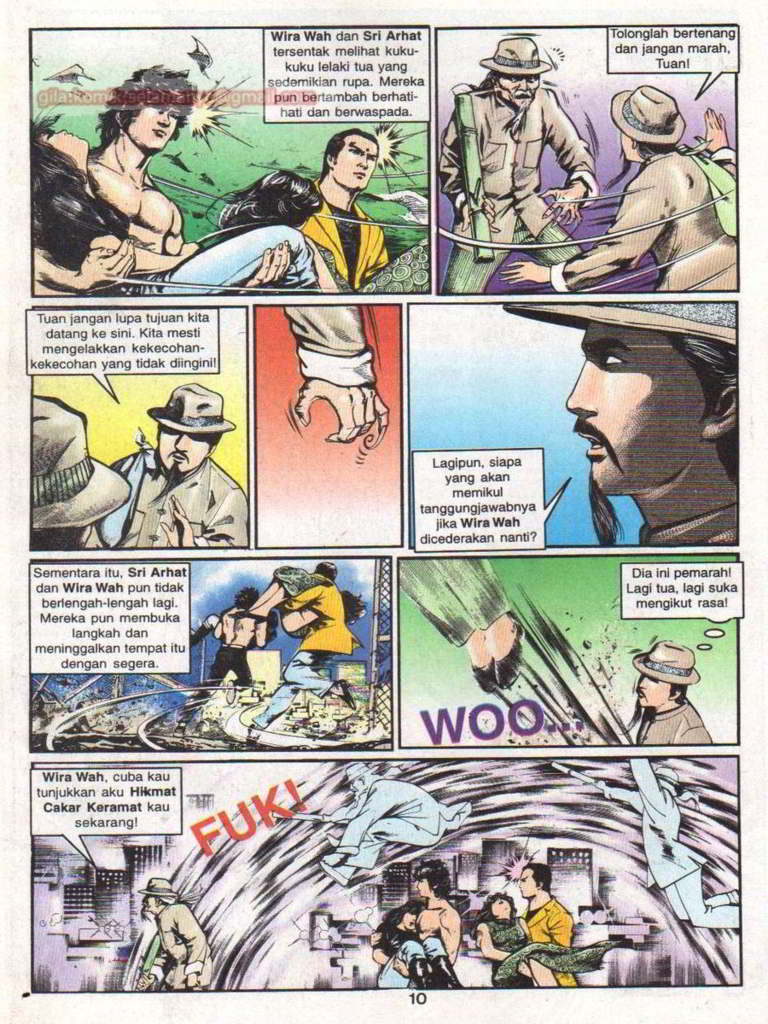 Wira Wah dan Sri Arhat
tersentak melihat kuku-
kuku lelaki tua yang
sedemikian rupa. Mereka
pun bertambah berhati-
hati dan berwaspada.
Tolonglah bertenang
dan jangan marah,
Tuan!
Tuan jangan lupa tujuan kita
datang ke sini. Kita mesti
mengelakkan kekecohan-
kekecohan yang tidak diingini!
Lagipun, siapa
yang akan
memikul
tanggungjawabnya
jika Wira Wah
dicederakan nanti?
Sementara itu, Sri Arhat
dan Wira Wah pun tidak
berlengah-lengah lagi.
Mereka pun membuka
langkah dan
meninggalkan tempat itu
dengan segera.
Dia ini pemarah!
Lagi tua, lagi suka
mengikut rasa!
WOO...
Wira Wah, cuba kau
tunjukkan aku Hikmat
Cakar Keramat kau
sekarang!
FUK!
10